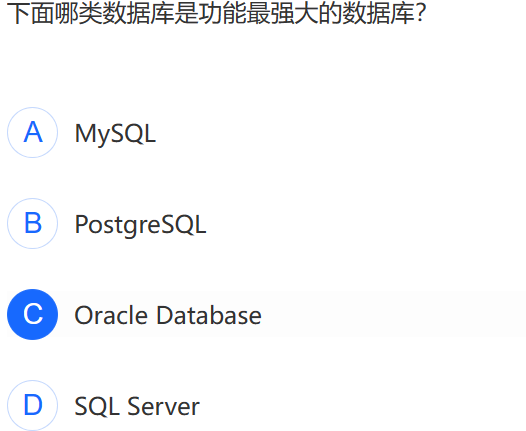 下面哪类数据库是功能最强大的数据库？
A MySQL
B PostgreSQL
C Oracle Database
D SQL Server